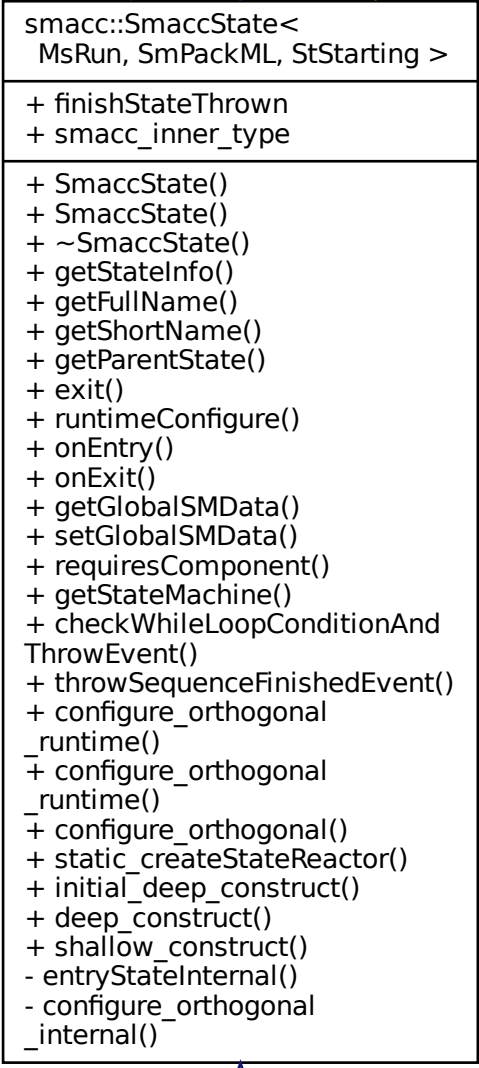 smacc::SmaccState<
MsRun, SmPackML, StStarting >
+ finishStateThrown
+ smacc_inner_type
+ SmaccState()
+ SmaccState()
+ ~SmaccState()
+ getStateInfo()
+ getFullName()
+ getShortName()
+ getParentState()
+ exit()
+ runtimeConfigure()
+ onEntry()
+ onExit()
+ getGlobalSMData()
+ setGlobalSMData()
+ requiresComponent()
+ getStateMachine()
+ checkWhileLoopConditionAnd
ThrowEvent()
+ throwSequenceFinishedEvent()
+ configure_orthogonal
_runtime()
+ configure_orthogonal
_runtime()
+ configure_orthogonal()
+ static_createStateReactor()
+ initial_deep_construct()
+ deep_construct()
+ shallow_construct()
- entryStateInternal()
- configure_orthogonal
_internal()